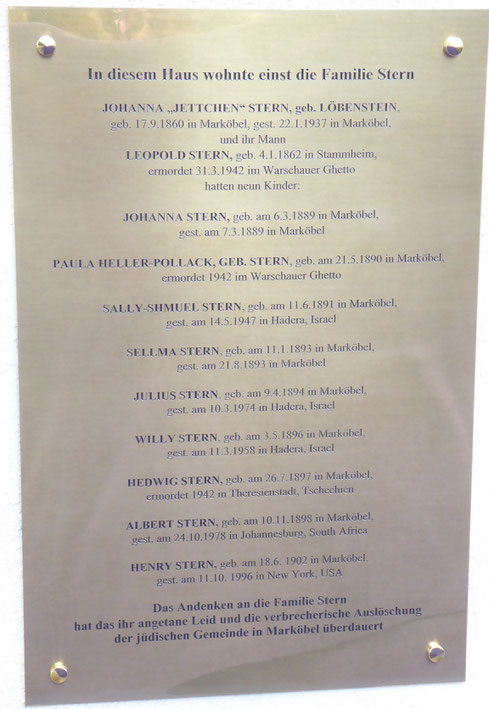 In diesem Haus wohnte einst die Familie Stern
JOHANNA „JETTCHEN“ STERN, geb. LÖBENSTEIN,
geb. 17.9.1860 in Marköbel, gest. 22.1.1937 in Marköbel,
und ihr Mann
LEOPOLD STERN, geb. 4.1.1862 in Stammheim,
ermordet 31.3.1942 im Warschauer Ghetto
hatten neun Kinder:
JOHANNA STERN, geb. am 6.3.1889 in Marköbel,
gest. am 7.3.1889 in Marköbel
PAULA HELLER-POLLACK, GEB. STERN, geb. am 21.5.1890 in Marköbel,
ermordet 1942 im Warschauer Ghetto
SALLY-SHMUEL STERN, geb. am 11.6.1891 in Marköbel,
gest. am 14.5.1947 in Hadera, Israel
SELLMA STERN, geb. am 11.1.1893 in Marköbel,
gest. am 21.8.1893 in Marköbel
JULIUS STERN, geb. am 9.4.1894 in Marköbel,
gest. am 10.3.1974 in Hadera, Israel
WILLY STERN, geb. am 3.5.1896 in Marköbel,
gest. am 11.3.1958 in Hadera, Israel
HEDWIG STERN, geb. am 26.7.1897 in Marköbel,
ermordet 1942 in Theresienstadt, Tschechien
ALBERT STERN, geb. am 10.11.1898 in Marköbel,
gest. am 24.10.1978 in Johannesburg, South Africa
HENRY STERN, geb. am 18.6. 1902 in Marköbel,
gest. am 11.10. 1996 in New York, USA
Das Andenken an die Familie Stern
hat das ihr angetane Leid und die verbrecherische Auslöschung
der jüdischen Gemeinde in Marköbel überdauert